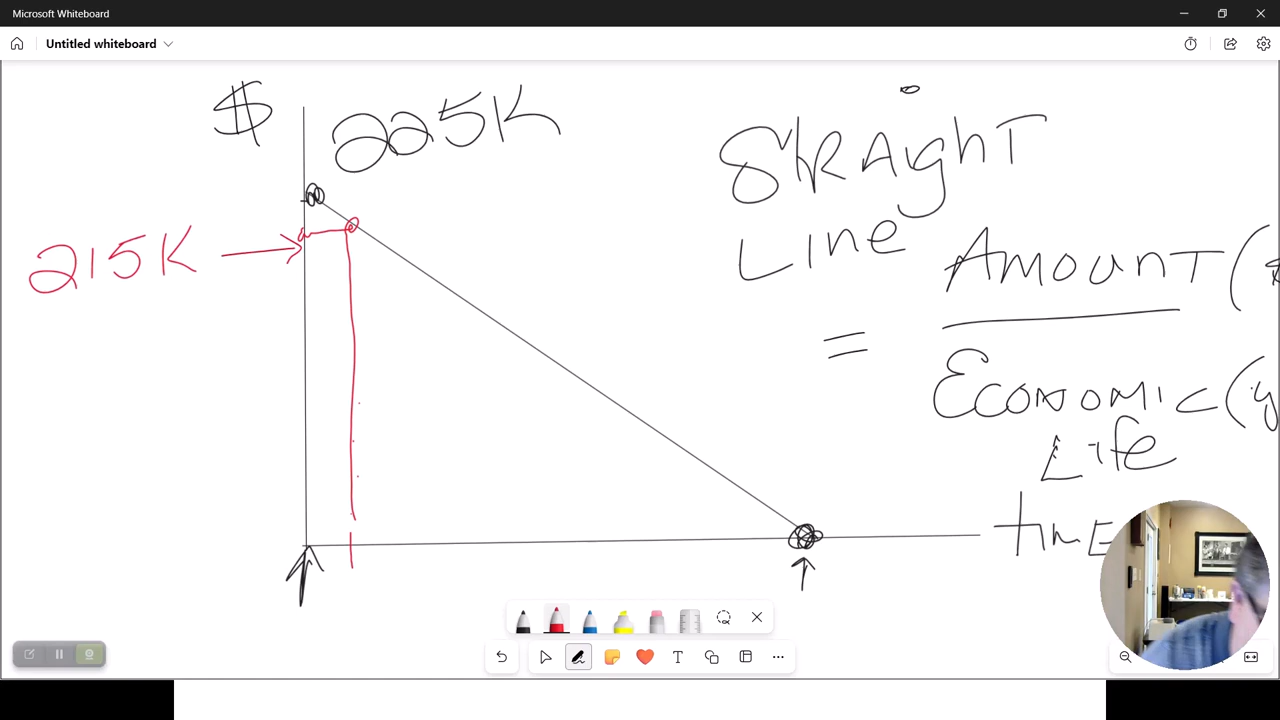 Microsoft Whiteboard
Untitled whiteboard
$
225K
215K
STRAIGHT
LINE
=
AMOUNT (
ECONOMIC (y
Life
TIME
T